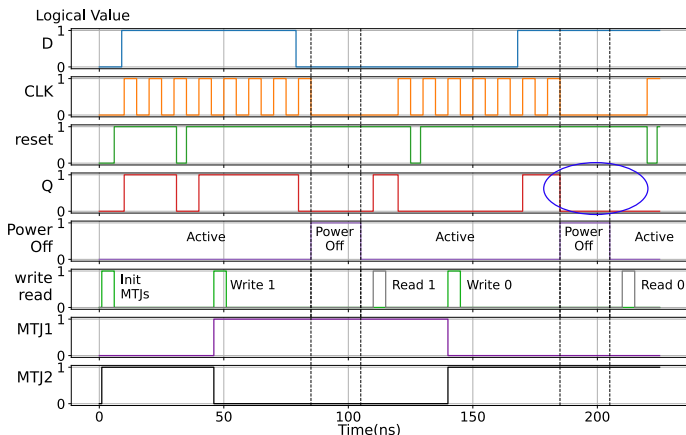 Logical Value
1
D
0
1
CLK
0
1
reset
0
1
Q
0
Power
Off
1
0
Active
Power
Off
Active
Power
Off
Active
write
read
1
0
Init
MTJs
Write 1
Read 1
Write 0
Read 0
1
MTJ1
0
1
MTJ2
0
0 50 100 150 200
Time(ns)